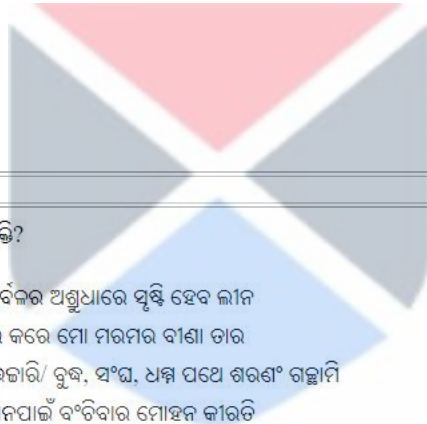 କ୍ତି?
ର୍ବଳର ଅଶ୍ରୁଧାରେ ସୃଷ୍ଟି ହେବ ଲୀନ
କରେ ମୋ ମରମର ବୀଣା ତାର
ଚ୍ଚାରି/ ବୁଦ୍ଧ, ସଂଘ, ଧମ୍ମ ପଥେ ଶରଣଂ ଗଚ୍ଛାମି
ନପାଇଁ ବଂଚିବାର ମୋହନ କୀରତି